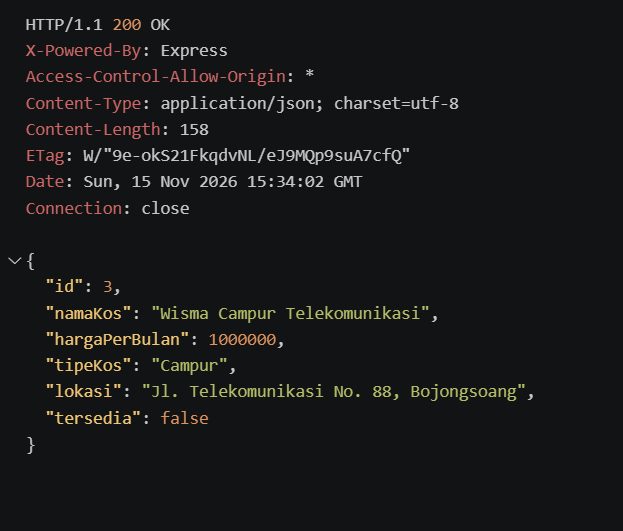 HTTP/1.1 200 OK
X-Powered-By: Express
Access-Control-Allow-Origin: *
Content-Type: application/json; charset=utf-8
Content-Length: 158
ETag: W/"9e-okS21FkqdvNL/eJ9MQp9suA7cfQ"
Date: Sun, 15 Nov 2026 15:34:02 GMT
Connection: close
{
"id": 3,
"namaKos": "Wisma Campur Telekomunikasi",
"hargaPerBulan": 1000000,
"tipeKos": "Campur",
"lokasi": "Jl. Telekomunikasi No. 88, Bojongsoang",
"tersedia": false
}